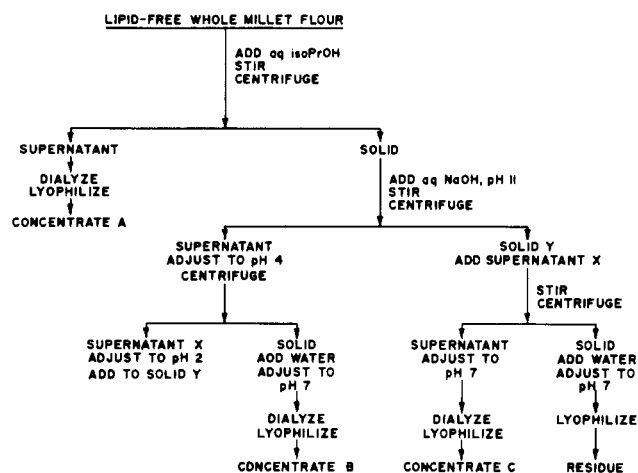 LIPID-FREE WHOLE MILLET FLOUR
ADD aq isoPrOH
STIR
CENTRIFUGE
SUPERNATANT
DIALYZE
LYOPHILIZE
CONCENTRATE A
SOLID
ADD aq NaOH, pH 11
STIR
CENTRIFUGE
SUPERNATANT
ADJUST TO pH 4
CENTRIFUGE
SOLID Y
ADD SUPERNATANT X
STIR
CENTRIFUGE
SUPERNATANT X
ADJUST TO pH 2
ADD TO SOLID Y
SOLID
AOD WATER
ADJUST TO
pH 7
DIALYZE
LYOPHILIZE
CONCENTRATE B
SUPERNATANT
ADJUST TO
pH 7
DIALYZE
LYOPHILIZE
CONCENTRATE C
SOLID
ADD WATER
ADJUST TO
pH 7
LYOPHILIZE
RESIDUE